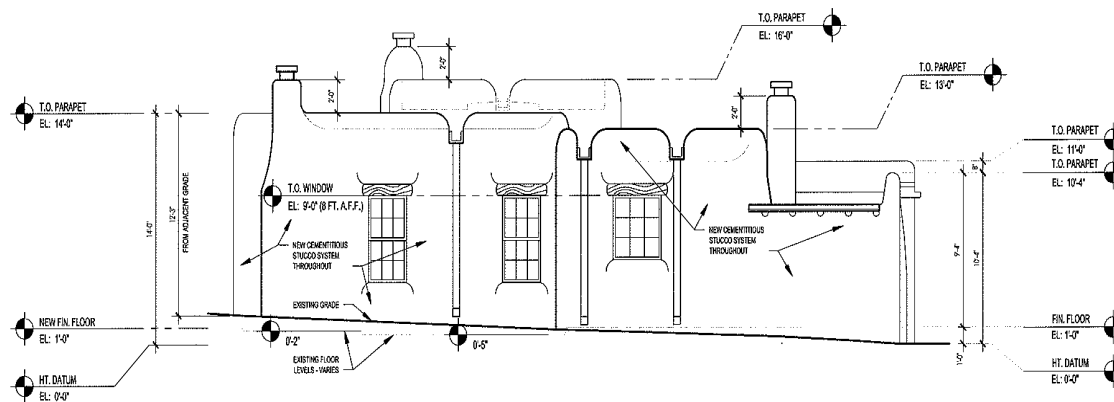 T.O. PARAPET
EL: 16'-0"
T.O. PARAPET
EL: 13'-0"
2'-0"
2'-0"
2'-0"
T.O. PARAPET
EL: 14'-0"
T.O. PARAPET
EL: 11'-0"
T.O. PARAPET
EL: 10'-4"
8"
14'-0"
12'-3"
FROM ADJACENT GRADE
T.O. WINDOW
EL: 9'-0" (8 FT. A.F.F.)
NEW CEMENTITIOUS
STUCCO SYSTEM
THROUGHOUT
NEW CEMENTITIOUS
STUCCO SYSTEM
THROUGHOUT
9'-4"
10'-4"
EXISTING GRADE
NEW FIN. FLOOR
EL: 1'-0"
0'-2"
0'-5"
FIN. FLOOR
EL: 1'-0"
EXISTING FLOOR
LEVELS - VARIES
1'-0"
HT. DATUM
EL: 0'-0"
HT. DATUM
EL: 0'-0"